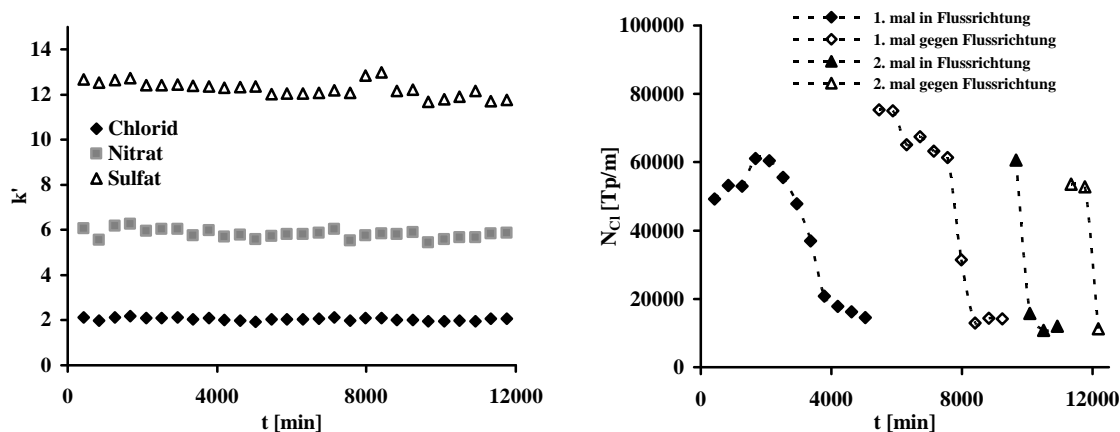 14
12
10
8
6
4
2
0
k'
Chlorid
Nitrat
Sulfat
0 4000 8000 12000
t [min]
1. mal in Flussrichtung
1. mal gegen Flussrichtung
2. mal in Flussrichtung
2. mal gegen Flussrichtung
100000
80000
60000
40000
20000
0
N_Cl [Tp/m]
0 4000 8000 12000
t [min]